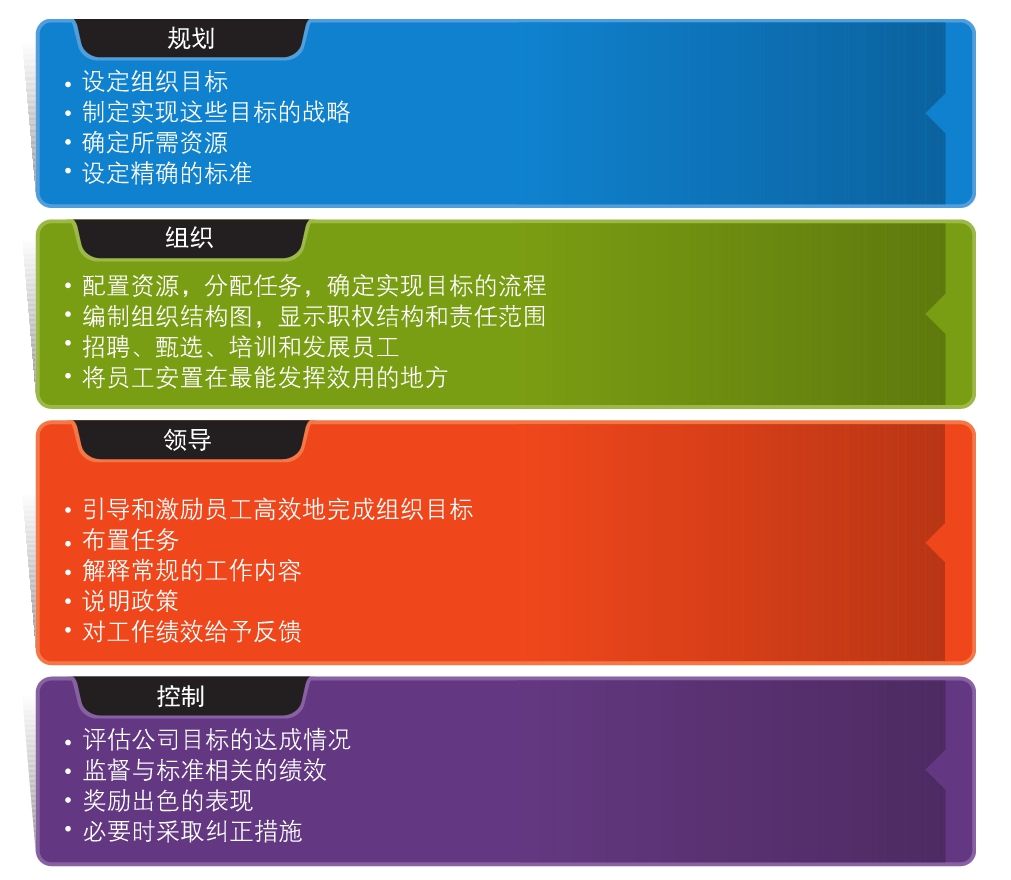 规划
• 设定组织目标
• 制定实现这些目标的战略
• 确定所需资源
• 设定精确的标准
组织
• 配置资源，分配任务，确定实现目标的流程
• 编制组织结构图，显示职权结构和责任范围
• 招聘、甄选、培训和发展员工
• 将员工安置在最能发挥效用的地方
领导
• 引导和激励员工高效地完成组织目标
• 布置任务
• 解释常规的工作内容
• 说明政策
• 对工作绩效给予反馈
控制
• 评估公司目标的达成情况
• 监督与标准相关的绩效
• 奖励出色的表现
• 必要时采取纠正措施